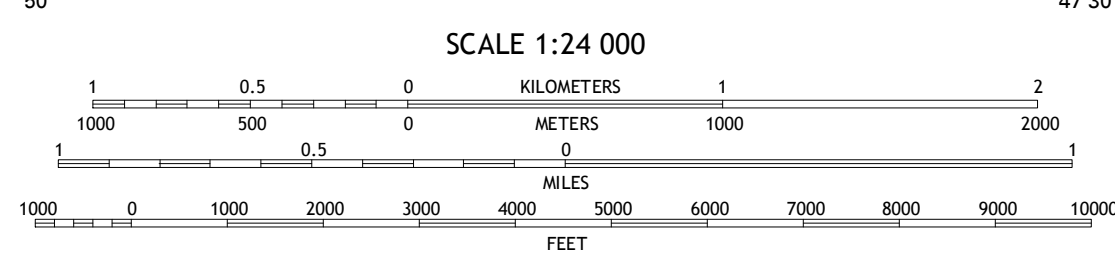 50 47 30
SCALE 1:24 000
1 0.5 0 KILOMETERS 1 2
1000 500 0 METERS 1000 2000
1 0.5 0 1
MILES
1000 0 1000 2000 3000 4000 5000 6000 7000 8000 9000 10000
FEET